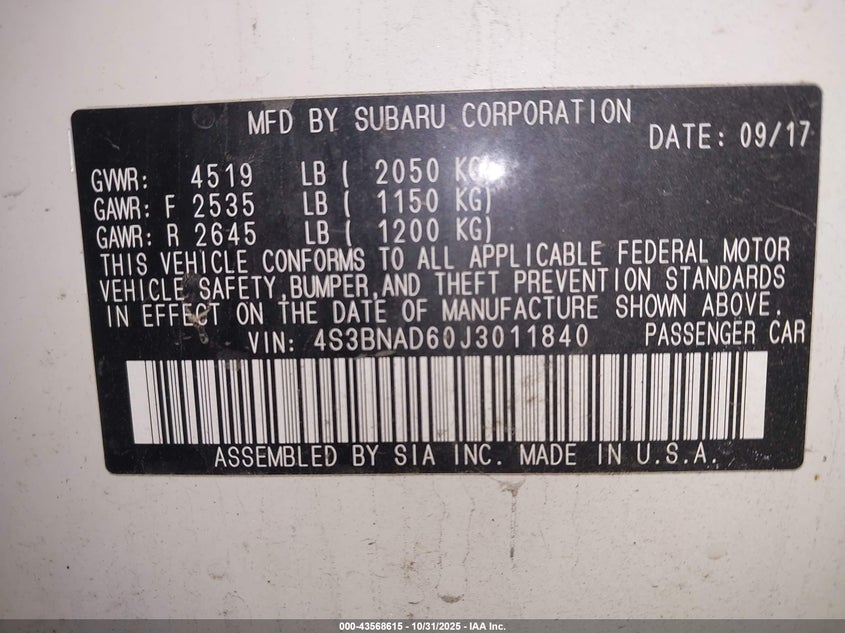 MFD BY SUBARU CORPORATION
DATE: 09/17
GVWR: 4519 LB ( 2050 KG)
GAWR: F 2535 LB ( 1150 KG)
GAWR: R 2645 LB ( 1200 KG)
THIS VEHICLE CONFORMS TO ALL APPLICABLE FEDERAL MOTOR
VEHICLE SAFETY, BUMPER, AND THEFT PREVENTION STANDARDS
IN EFFECT ON THE DATE OF MANUFACTURE SHOWN ABOVE.
VIN: 4S3BNAD60J3011840 PASSENGER CAR
ASSEMBLED BY SIA INC. MADE IN U.S.A.
000-43568615 - 10/31/2025 - IAA Inc.